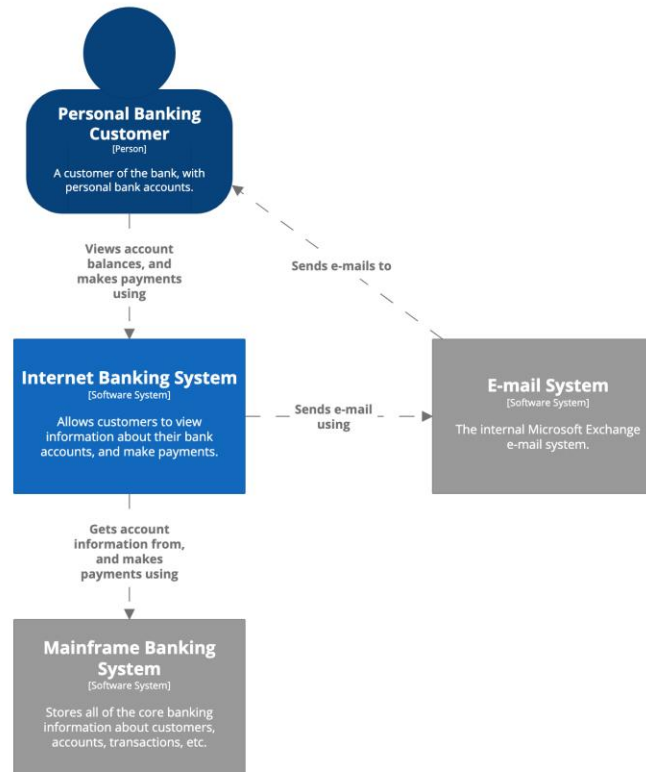 Personal Banking
Customer
[Person]
A customer of the bank, with
personal bank accounts.
Views account
balances, and
makes payments
using
Sends e-mails to
Internet Banking System
[Software System]
Allows customers to view
information about their bank
accounts, and make payments.
Sends e-mail
using
E-mail System
[Software System]
The internal Microsoft Exchange
e-mail system.
Gets account
information from,
and makes
payments using
Mainframe Banking
System
[Software System]
Stores all of the core banking
information about customers,
accounts, transactions, etc.